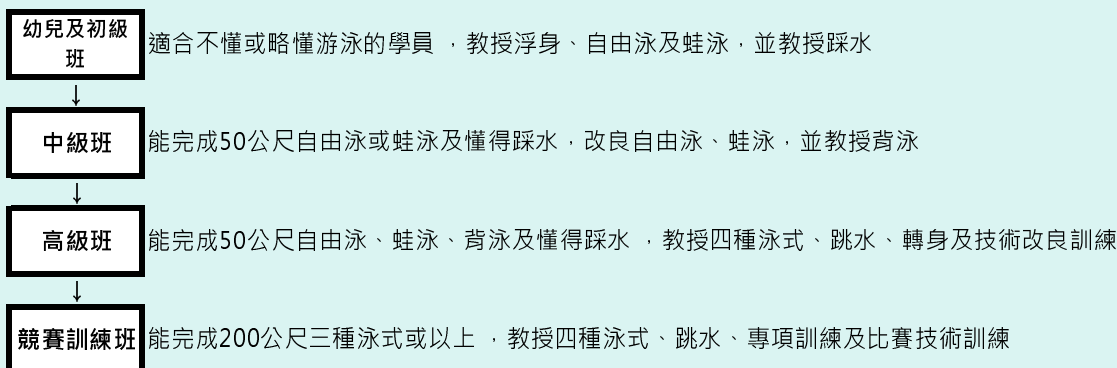 幼兒及初級
班
適合不懂或略懂游泳的學員 ，教授浮身、自由泳及蛙泳，並教授踩水
↓
中級班
能完成50公尺自由泳或蛙泳及懂得踩水，改良自由泳、蛙泳，並教授背泳
↓
高級班
能完成50公尺自由泳、蛙泳、背泳及懂得踩水 ，教授四種泳式、跳水、轉身及技術改良訓練
↓
競賽訓練班
能完成200公尺三種泳式或以上 ，教授四種泳式、跳水、專項訓練及比賽技術訓練